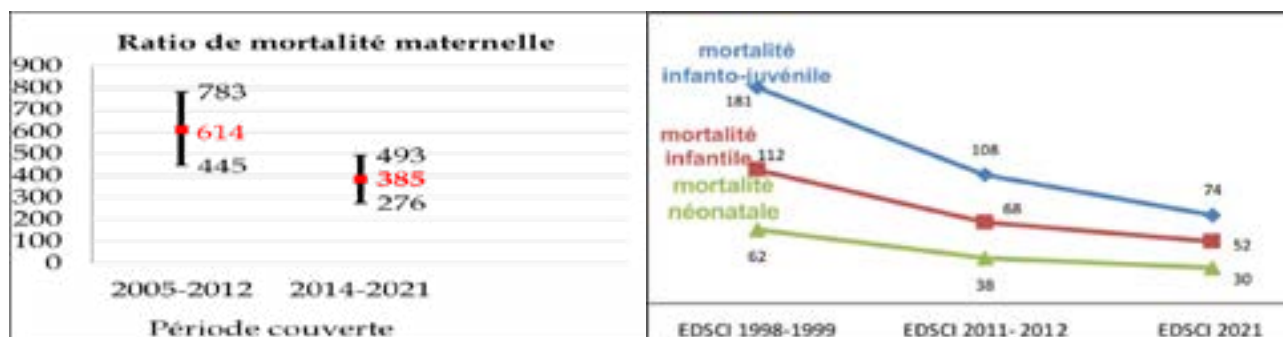 Ratio de mortalité maternelle
900
800
700
600
500
400
300
200
100
0
783
614
445
493
385
276
2005-2012 2014-2021
Période couverte
mortalité
infanto-juvénile
181
108
74
mortalité
infantile
112
68
52
mortalité
néonatale
62
38
30
EDSCI 1998-1999 EDSCI 2011- 2012 EDSCI 2021